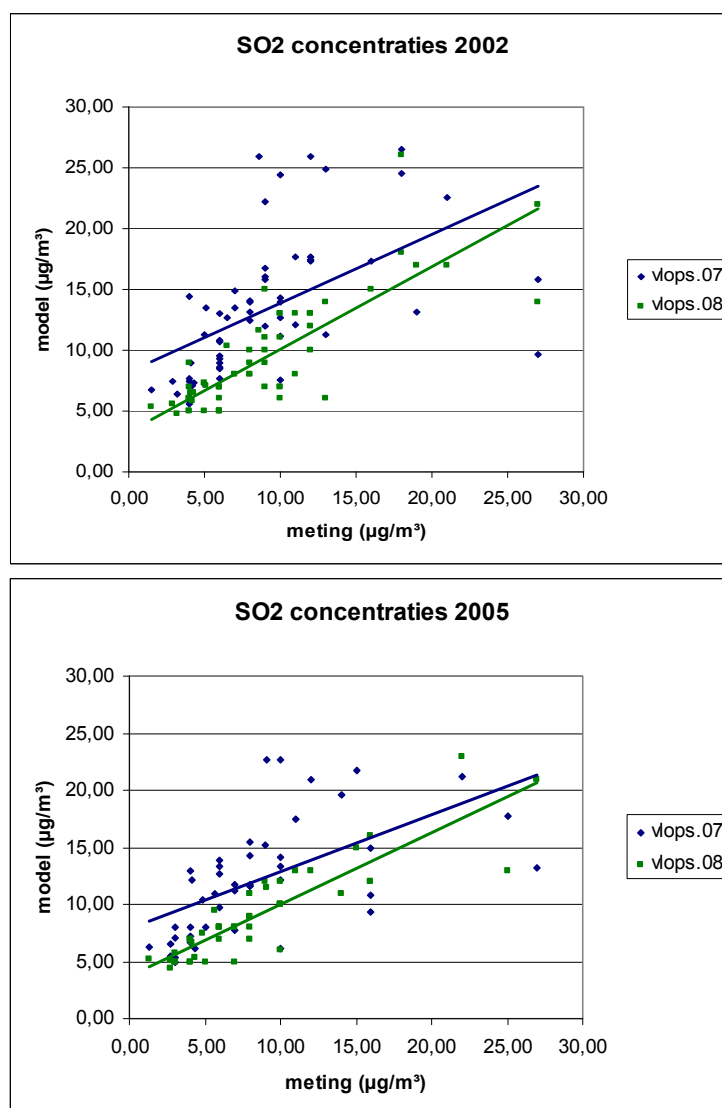 SO2 concentraties 2002
30,00
25,00
20,00
15,00
10,00
5,00
0,00
model (µg/m³)
0,00 5,00 10,00 15,00 20,00 25,00 30,00
meting (µg/m³)
vlops.07
vlops.08
SO2 concentraties 2005
30,00
25,00
20,00
15,00
10,00
5,00
0,00
model (µg/m³)
0,00 5,00 10,00 15,00 20,00 25,00 30,00
meting (µg/m³)
vlops.07
vlops.08